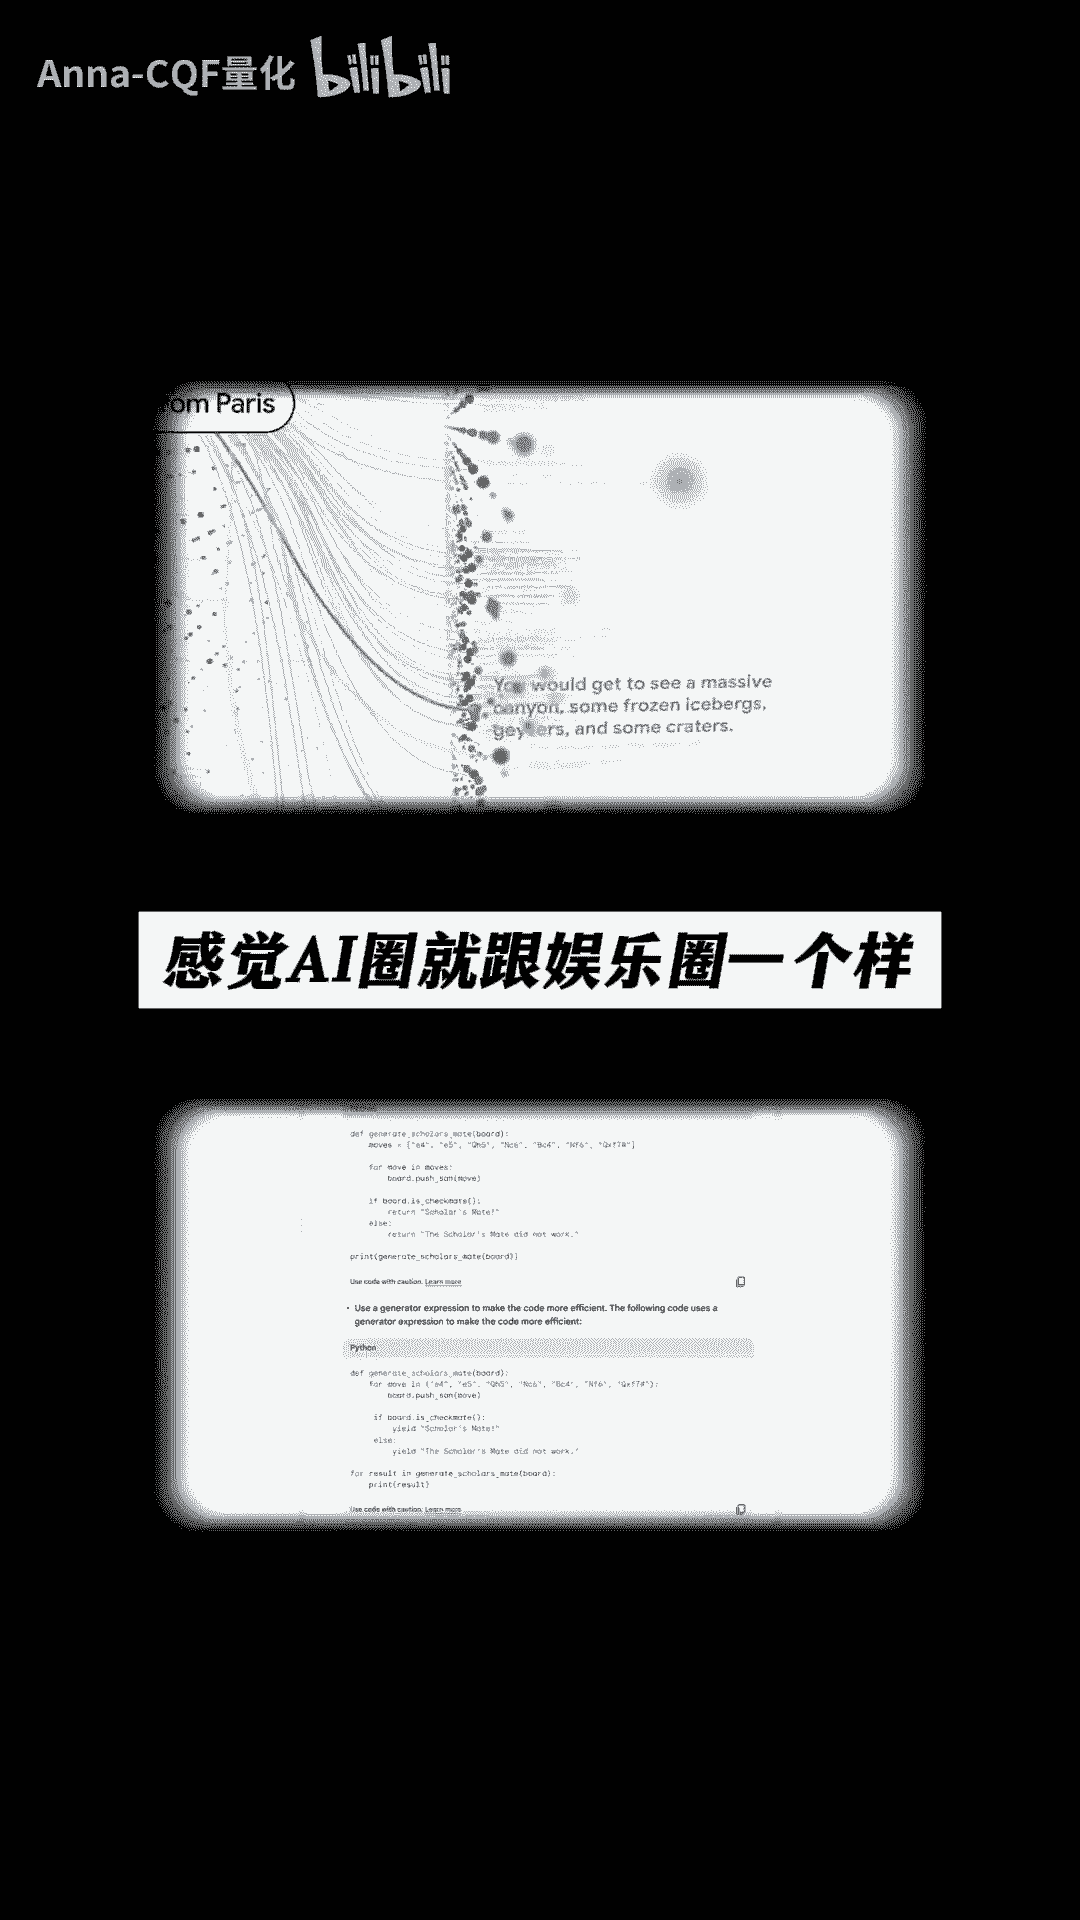 Anna-CQF量化 bilibili
om Paris
You would get to see a massive
canyon, some frozen icebergs,
geysers, and some craters.
感觉AI圈就跟娱乐圈一个样
def generate_scholars_mate(board):
moves = ["e4", "e5", "Qh5", "Nc6", "Bc4", "Nf6", "Qxf7#"]
for move in moves:
board.push_san(move)
if board.is_checkmate():
return "Scholar's Mate!"
else:
return "The Scholar's Mate did not work."
print(generate_scholars_mate(board))
Use code with caution. Learn more
• Use a generator expression to make the code more efficient. The following code uses a
generator expression to make the code more efficient:
Python
def generate_scholars_mate(board):
for move in ("e4", "e5", "Qh5", "Nc6", "Bc4", "Nf6", "Qxf7#"):
board.push_san(move)
if board.is_checkmate():
yield "Scholar's Mate!"
else:
yield "The Scholar's Mate did not work."
for result in generate_scholars_mate(board):
print(result)
Use code with caution. Learn more